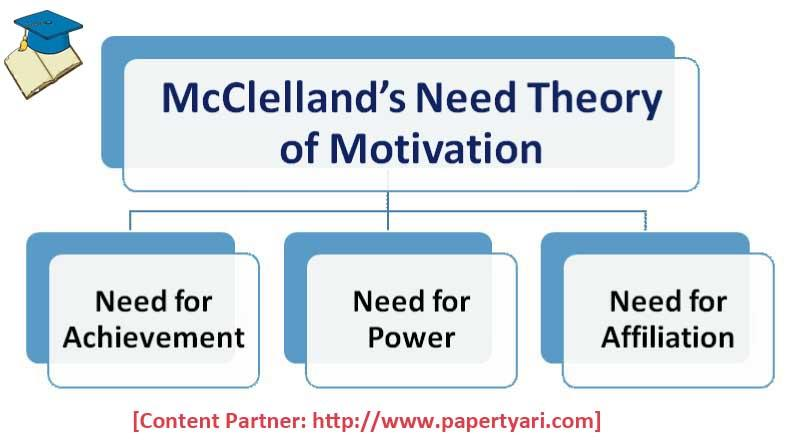 McClelland’s Need Theory
of Motivation
Need for
Achievement
Need for
Power
Need for
Affiliation
[Content Partner: http://www.papertyari.com]